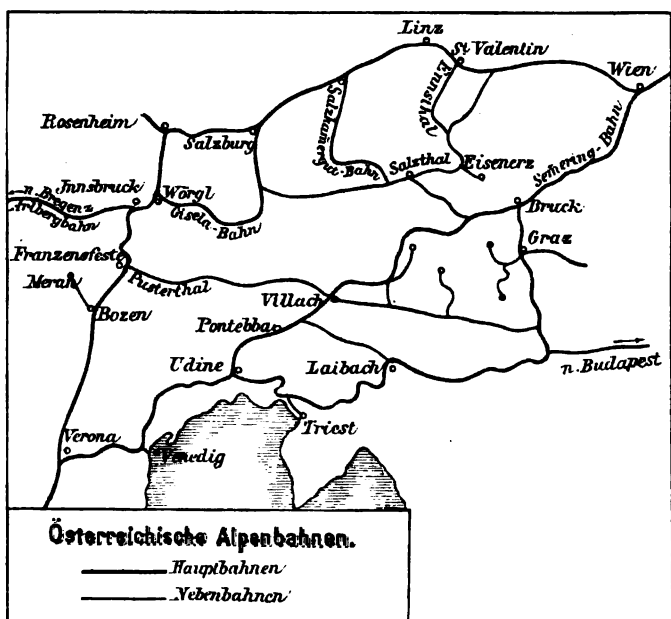 Linz
St Valentin
Wien
Ennsthal
Salzkammergut-Bahn
Rosenheim
Salzburg
Salzthal
Eisenerz
Semering-Bahn
n. Bregenz
Arlbergbahn
Innsbruck
Wörgl
Gisela-Bahn
Bruck
Graz
Franzensfeste
Meran
Pusterthal
Villach
Bozen
Pontebba
Udine
Laibach
n. Budapest
Triest
Verona
Venedig
Österreichische Alpenbahnen.
Hauptbahnen
Nebenbahnen